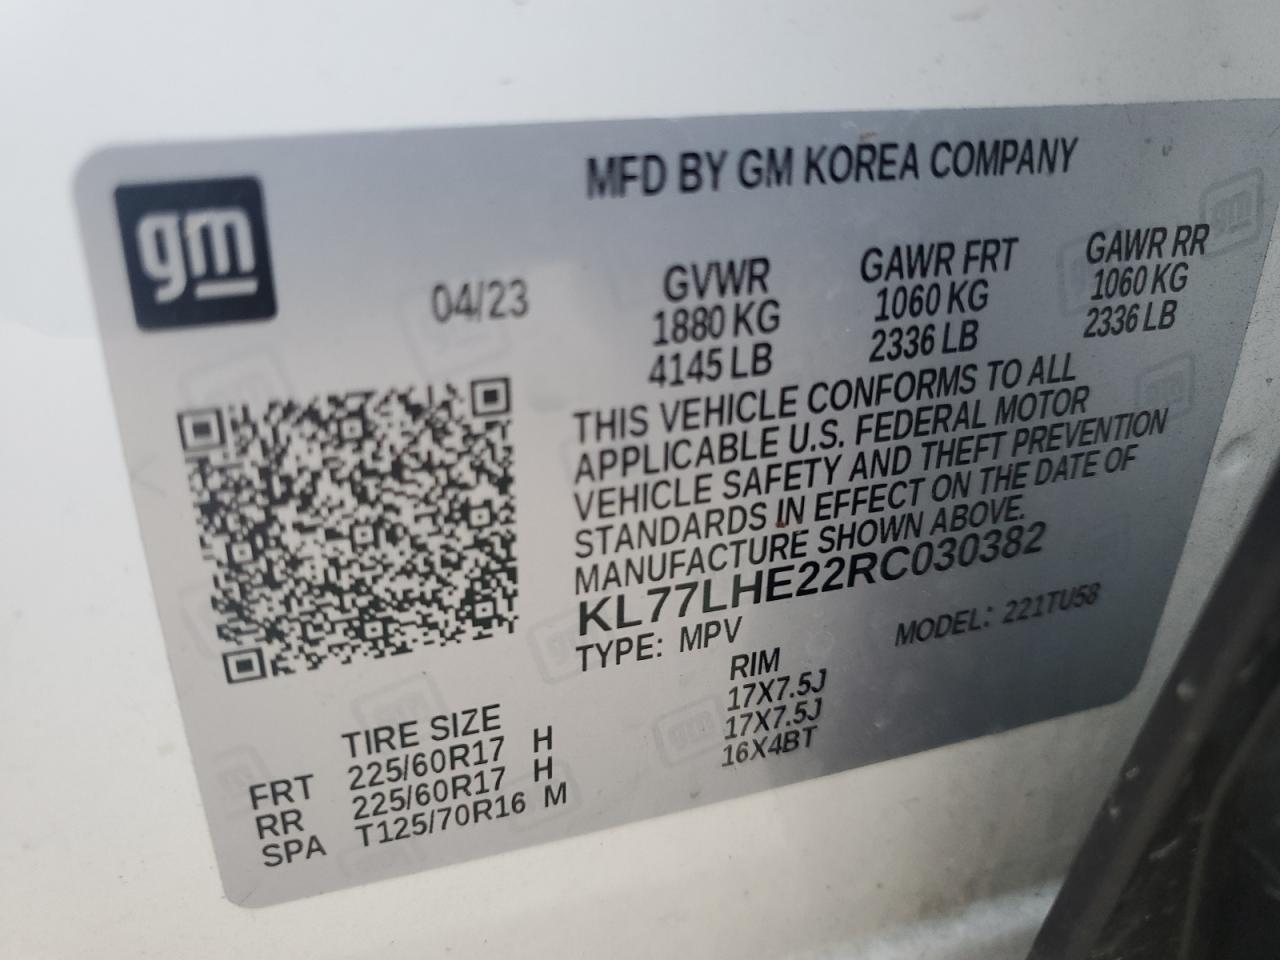 gm
MFD BY GM KOREA COMPANY
04/23
GVWR GAWR FRT GAWR RR
1880 KG 1060 KG 1060 KG
4145 LB 2336 LB 2336 LB
THIS VEHICLE CONFORMS TO ALL
APPLICABLE U.S. FEDERAL MOTOR
VEHICLE SAFETY AND THEFT PREVENTION
STANDARDS IN EFFECT ON THE DATE OF
MANUFACTURE SHOWN ABOVE.
KL77LHE22RC030382
TYPE: MPV MODEL: 221TU58
TIRE SIZE RIM
FRT 225/60R17 H 17X7.5J
RR 225/60R17 H 17X7.5J
SPA T125/70R16 M 16X4BT